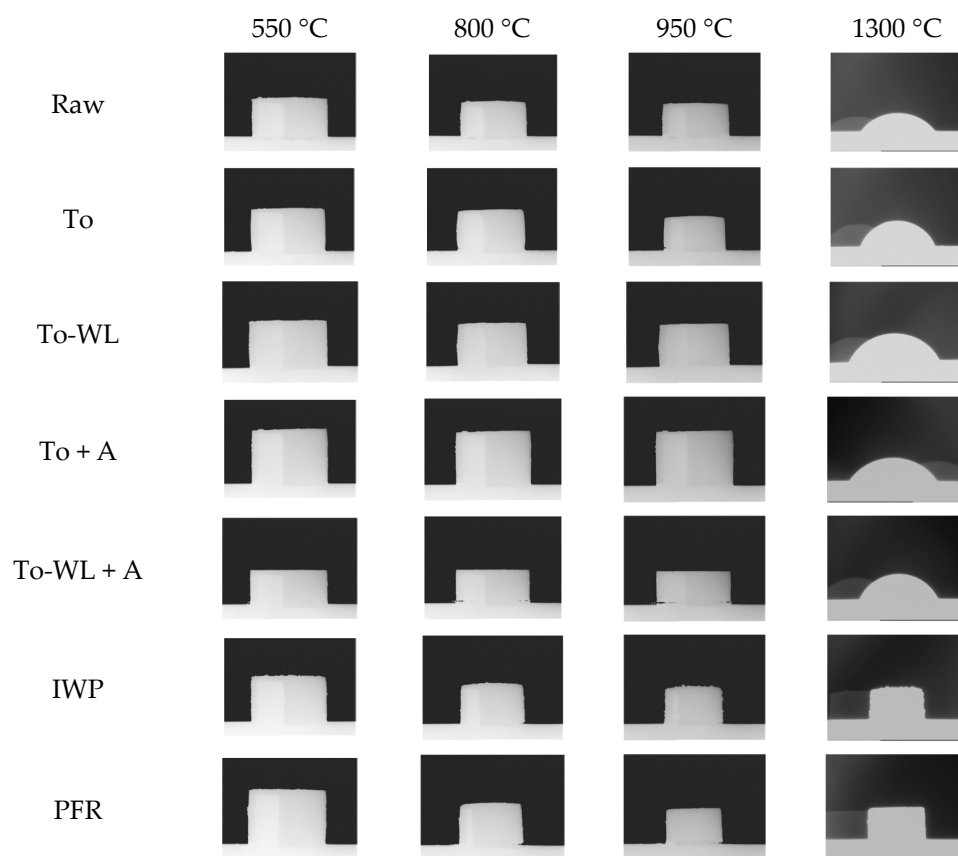 550 °C 800 °C 950 °C 1300 °C
Raw
To
To-WL
To + A
To-WL + A
IWP
PFR